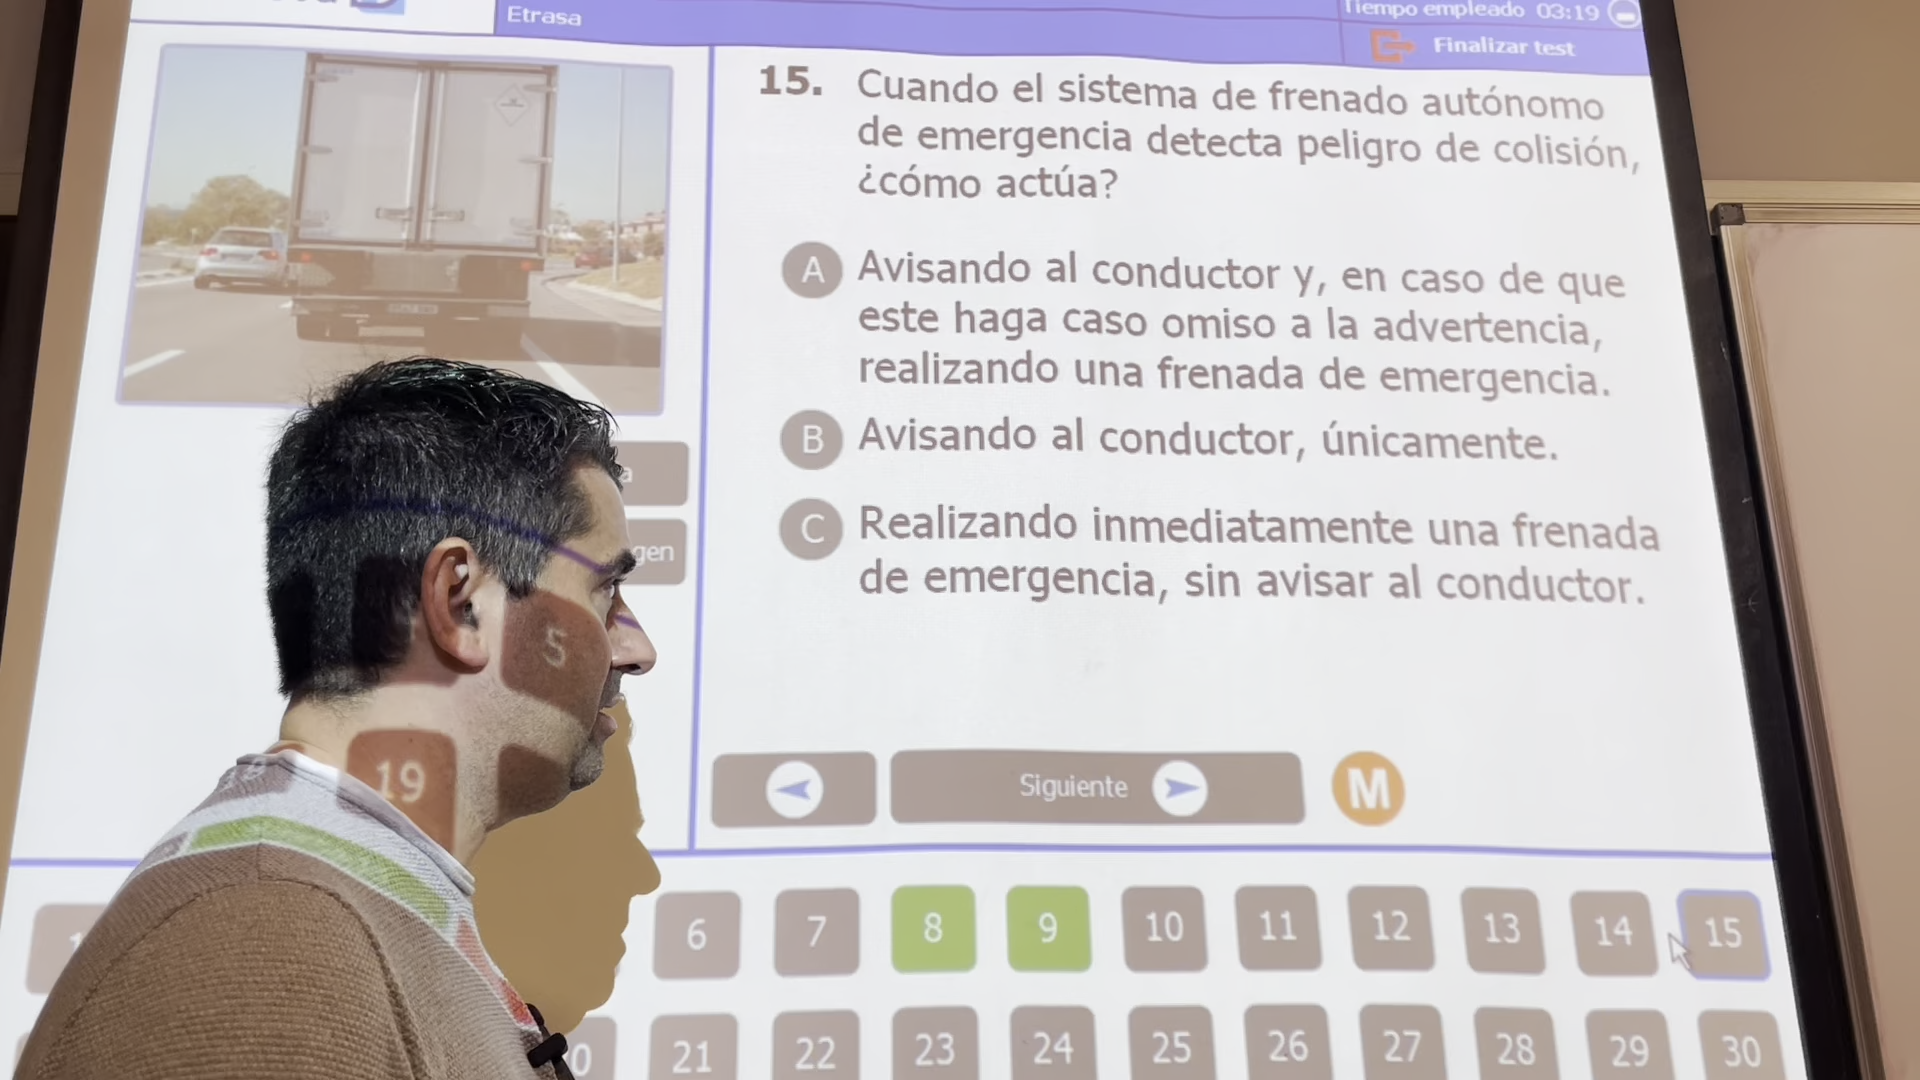 Etrasa
Tiempo empleado 03:19
Finalizar test
15. Cuando el sistema de frenado autónomo
de emergencia detecta peligro de colisión,
¿cómo actúa?
A Avisando al conductor y, en caso de que
este haga caso omiso a la advertencia,
realizando una frenada de emergencia.
B Avisando al conductor, únicamente.
C Realizando inmediatamente una frenada
de emergencia, sin avisar al conductor.
5
19
Siguiente
M
6 7 8 9 10 11 12 13 14 15
21 22 23 24 25 26 27 28 29 30